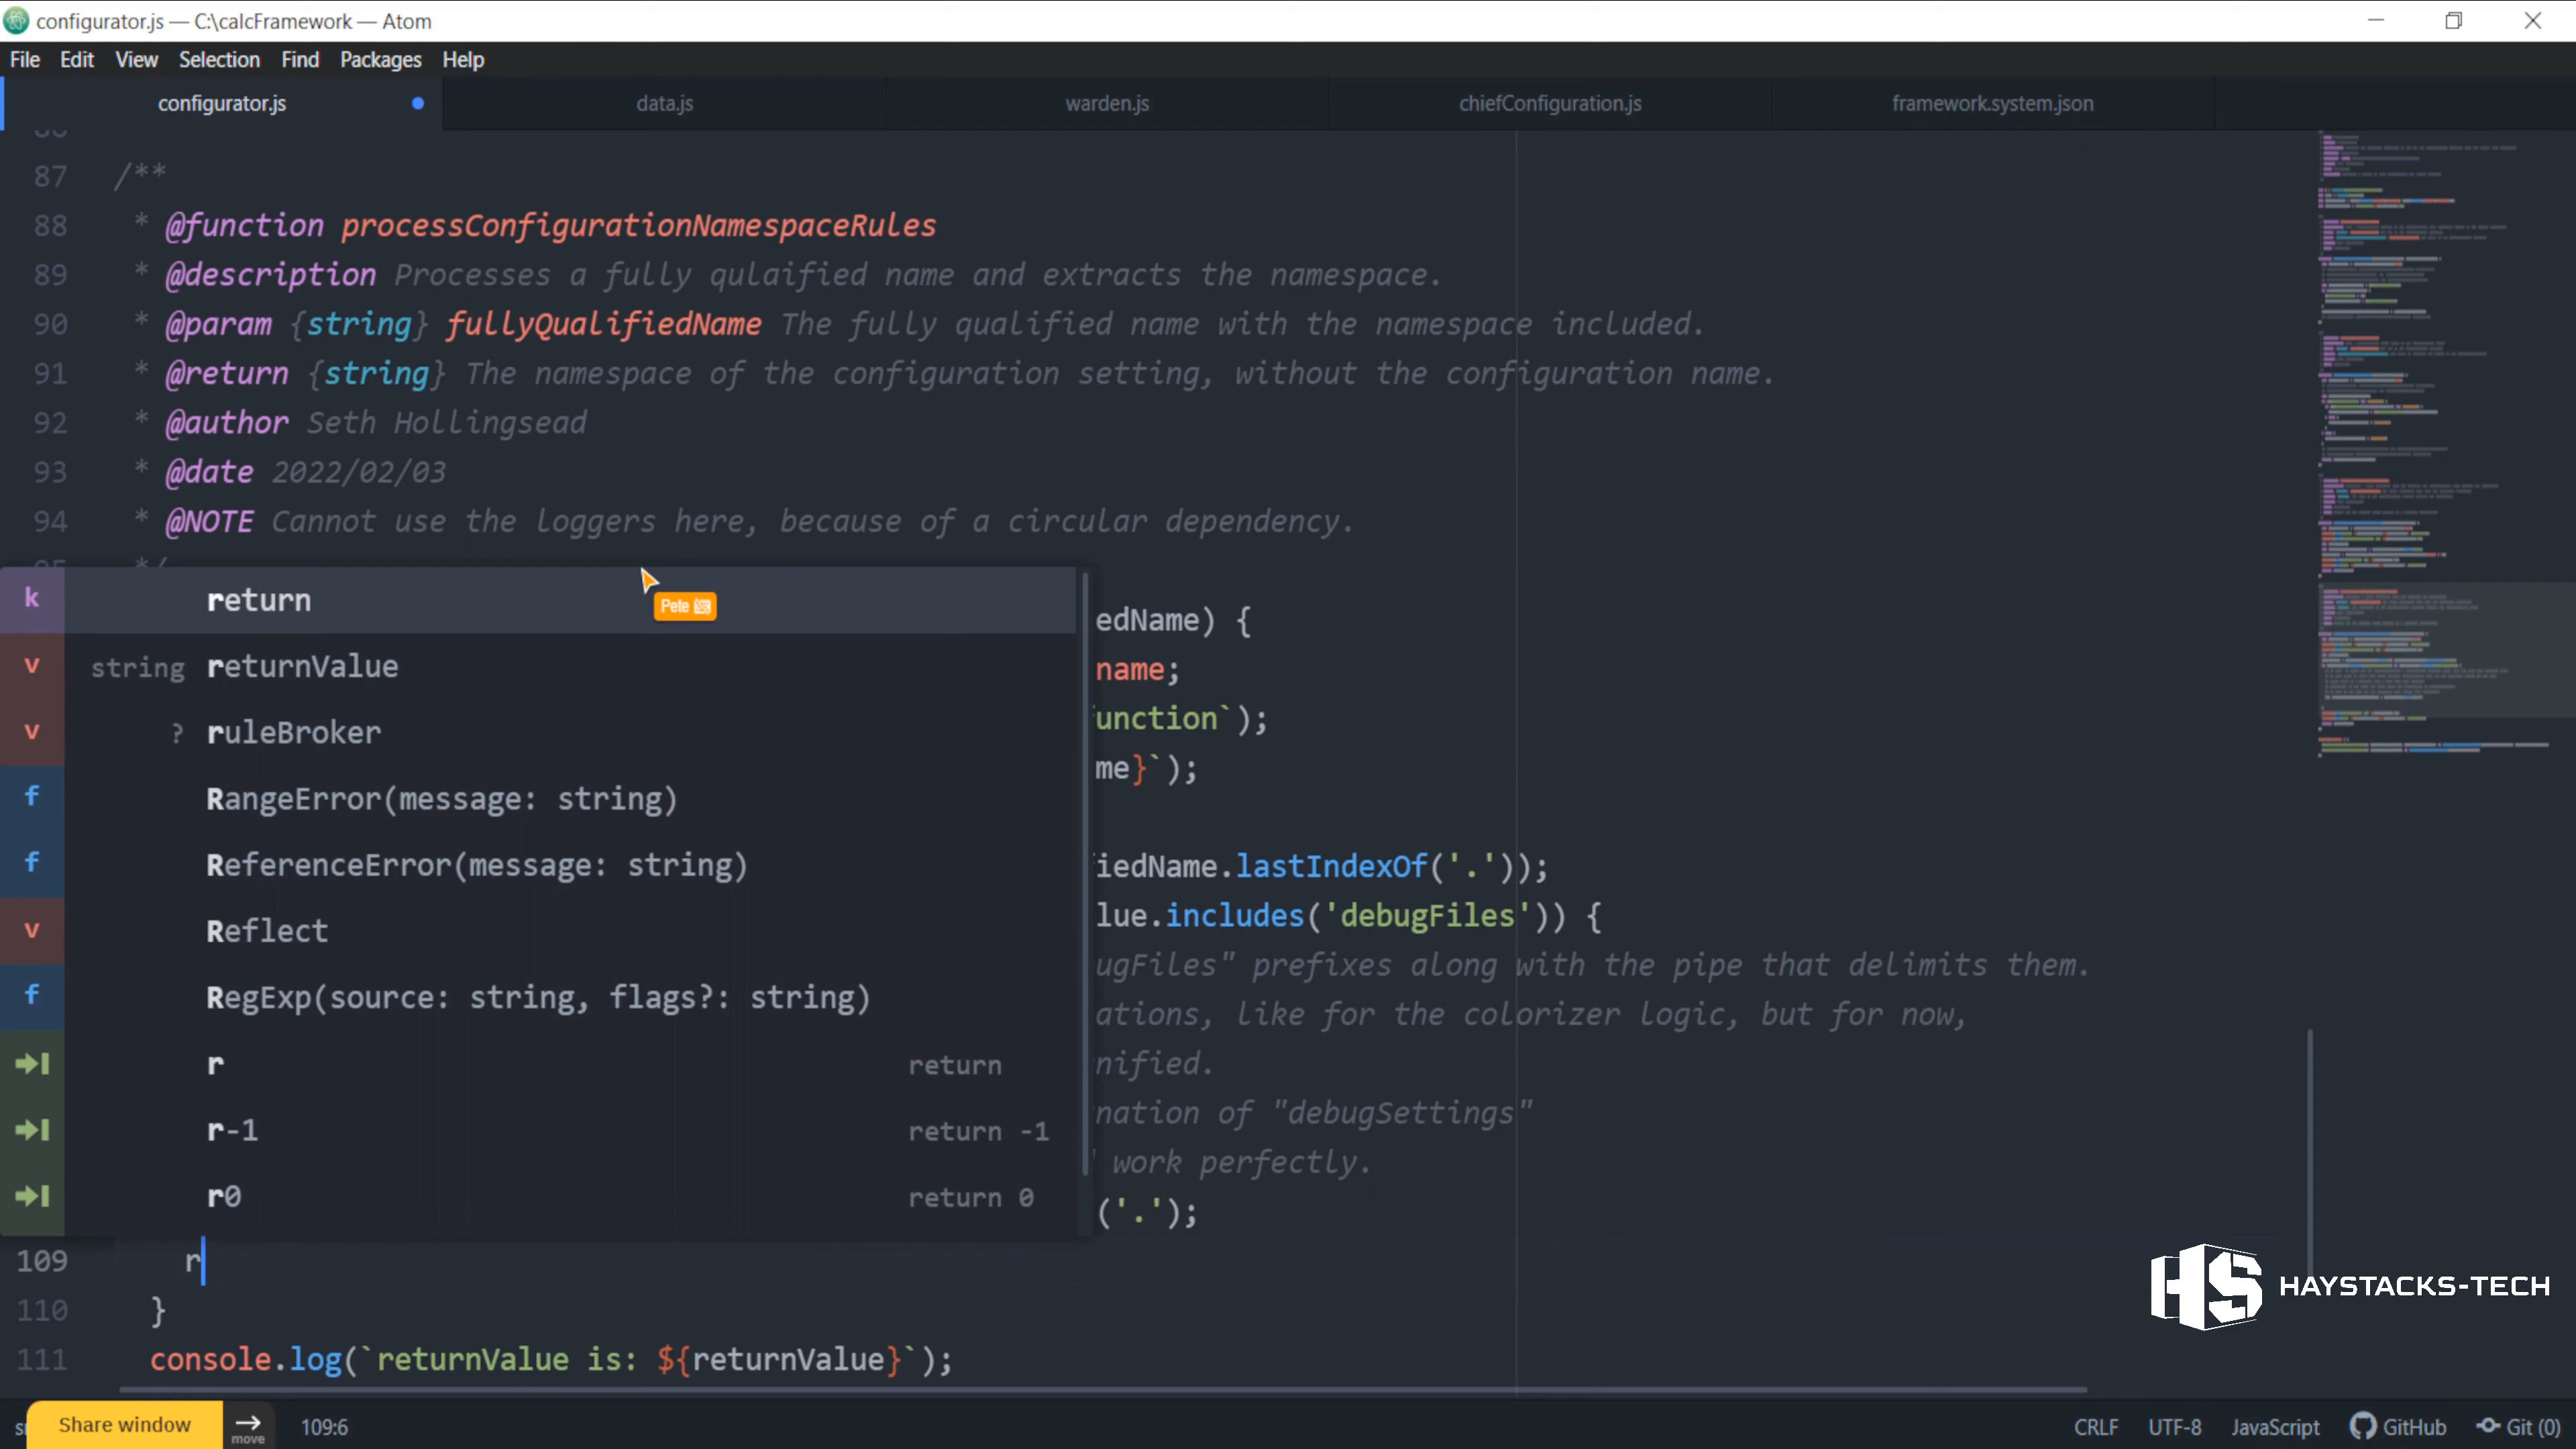 configurator.js — C:\calcFramework — Atom
File Edit View Selection Find Packages Help
configurator.js data.js warden.js chiefConfiguration.js framework.system.json
87 /**
88 * @function processConfigurationNamespaceRules
89 * @description Processes a fully qulaified name and extracts the namespace.
90 * @param {string} fullyQualifiedName The fully qualified name with the namespace included.
91 * @return {string} The namespace of the configuration setting, without the configuration name.
92 * @author Seth Hollingsead
93 * @date 2022/02/03
94 * @NOTE Cannot use the loggers here, because of a circular dependency.
k return
Pete
edName) {
v string returnValue
name;
unction`);
v ? ruleBroker
me}`);
f RangeError(message: string)
f ReferenceError(message: string)
iedName.lastIndexOf('.'));
lue.includes('debugFiles')) {
v Reflect
ugFiles" prefixes along with the pipe that delimits them.
f RegExp(source: string, flags?: string)
ations, like for the colorizer logic, but for now,
r return
nified.
nation of "debugSettings"
r-1 return -1
work perfectly.
r0 return 0
('.');
109 r
110 }
111 console.log(`returnValue is: ${returnValue}`);
HS HAYSTACKS-TECH
Share window → move 109:6 CRLF UTF-8 JavaScript GitHub Git (0)